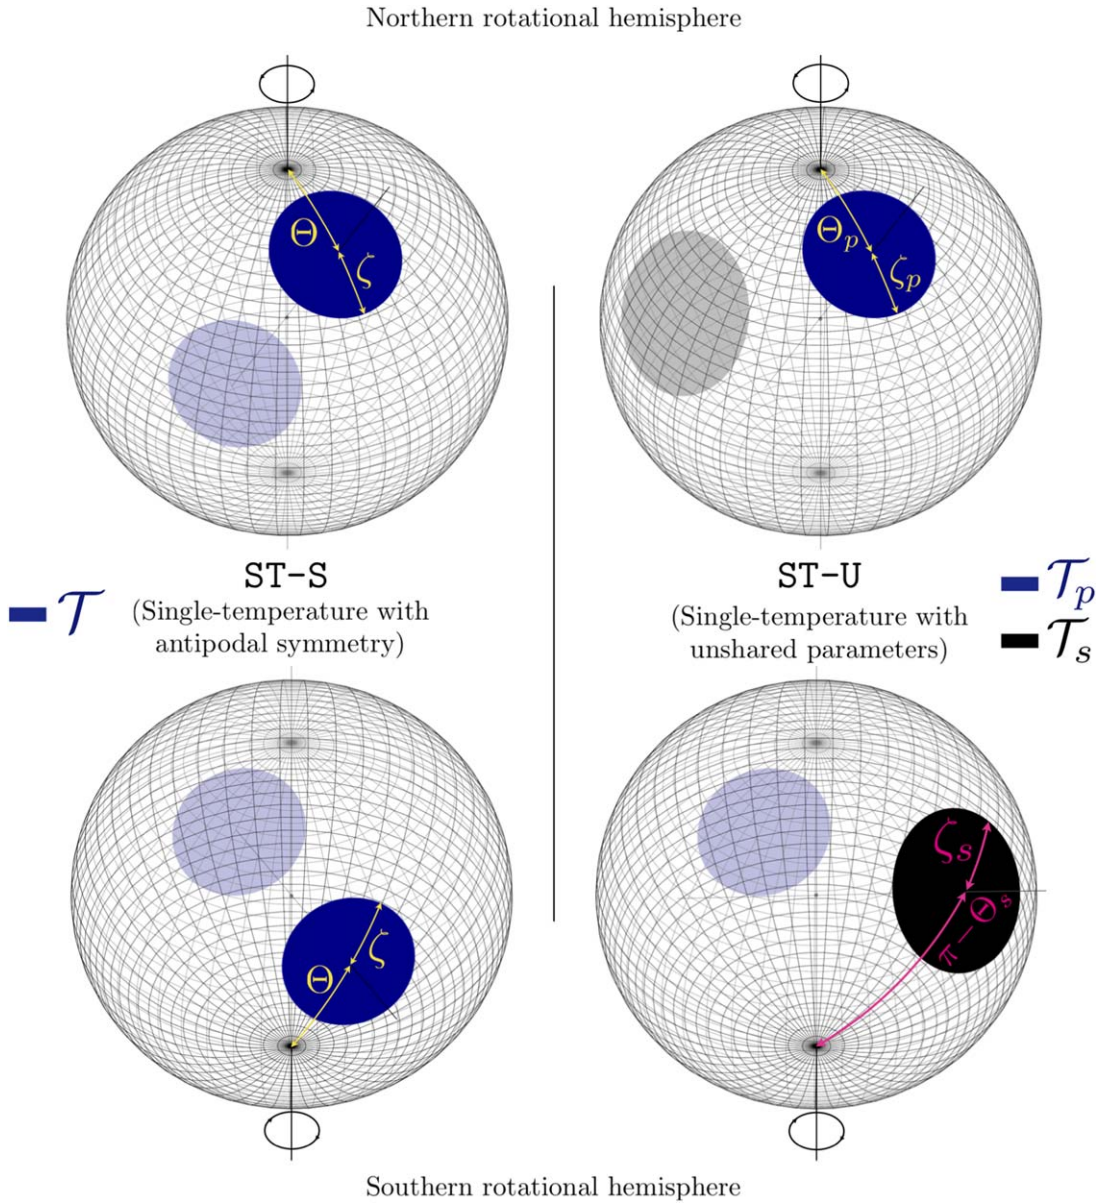 Northern rotational hemisphere
Θ
ζ
Θp
ζp
ST-S
(Single-temperature with
antipodal symmetry)
𝒯
ST-U
(Single-temperature with
unshared parameters)
𝒯p
𝒯s
Θ
ζ
ζs
π−Θs
Southern rotational hemisphere